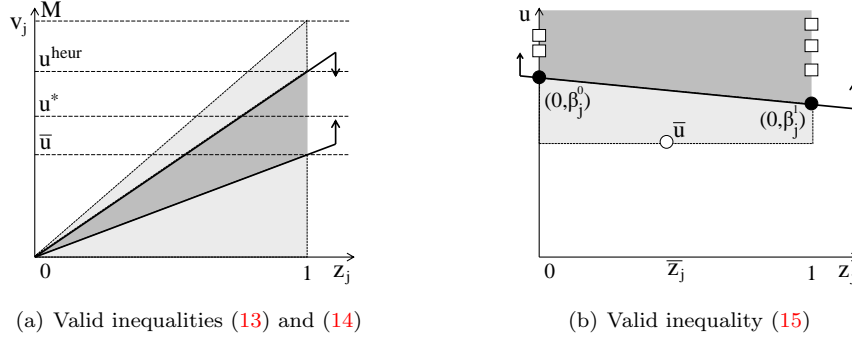 v_j M
u^heur
u*
u̅
0 1 z_j
(a) Valid inequalities (13) and (14)
u
(0,β_j^0)
(0,β_j^1)
u̅
0 z̅_j 1 z_j
(b) Valid inequality (15)